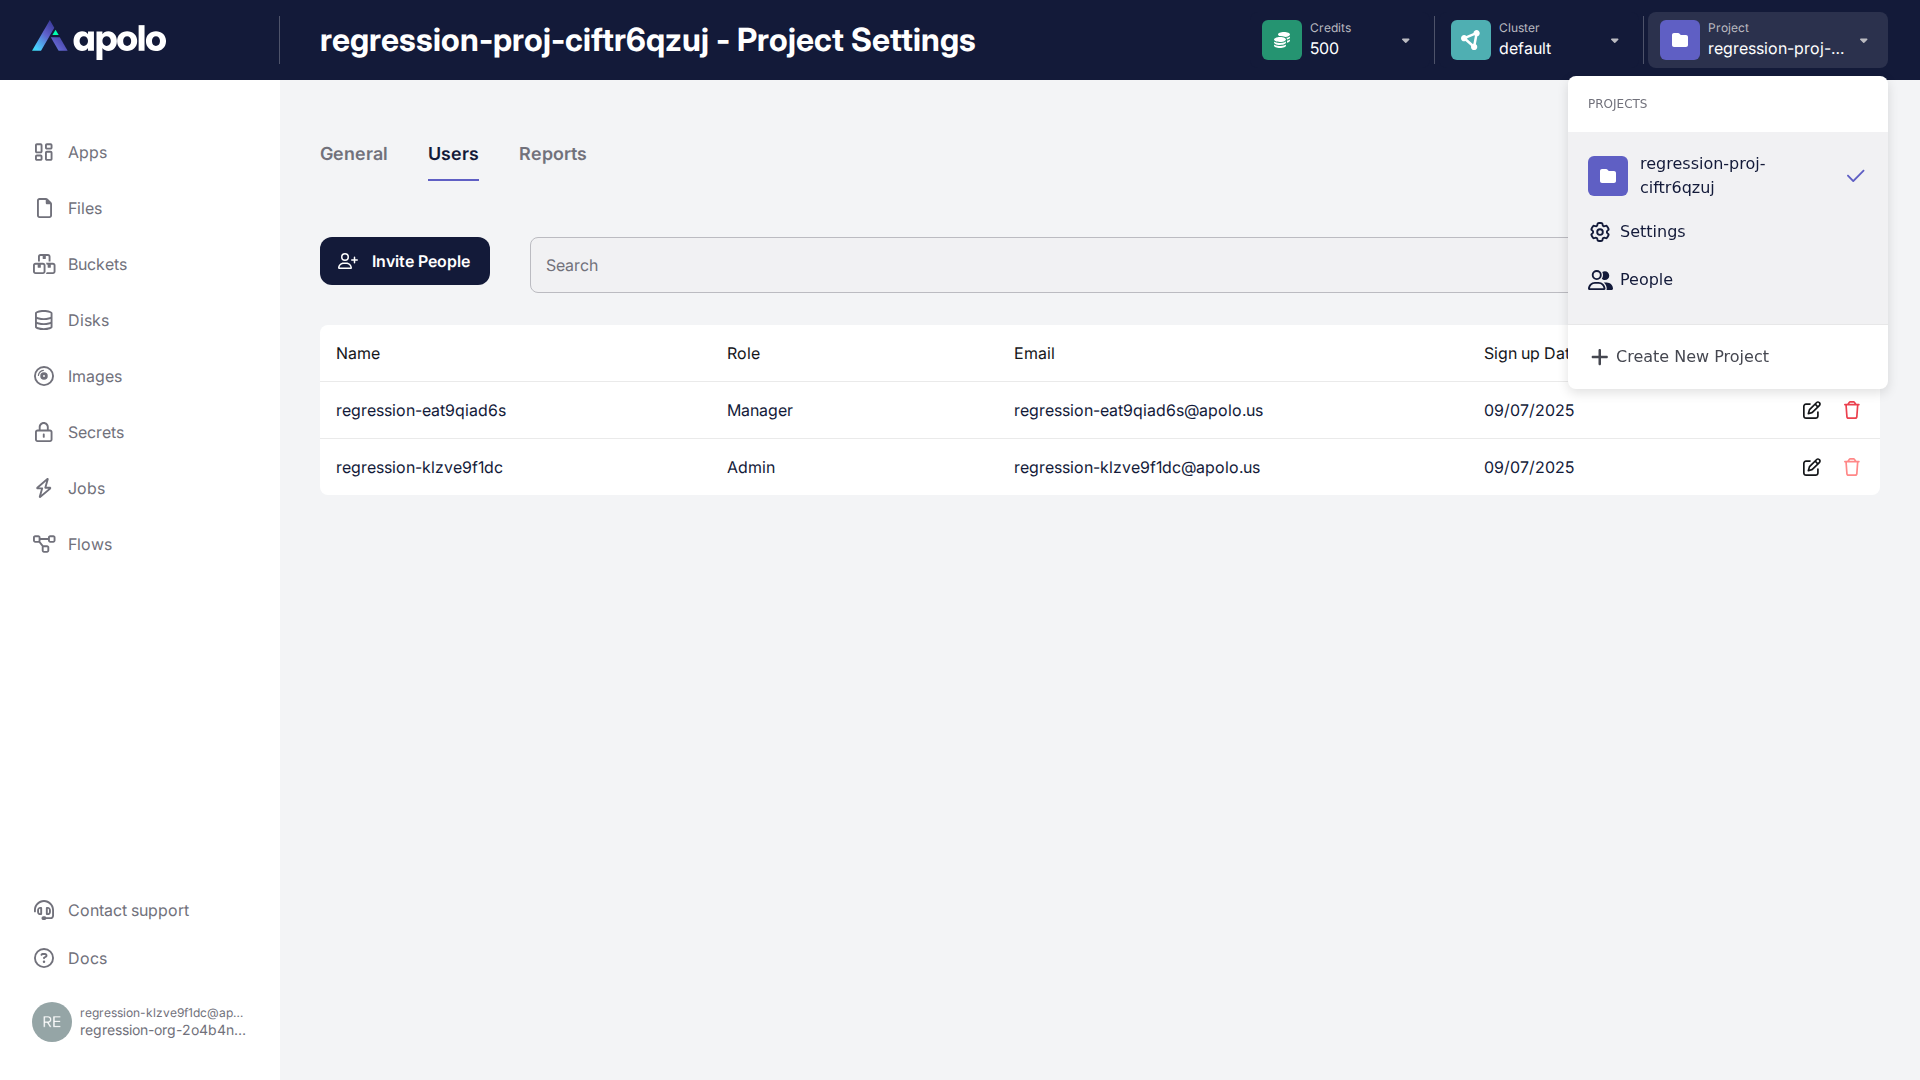 apolo
regression-proj-ciftr6qzuj - Project Settings
Credits
500
Cluster
default
Project
regression-proj-...
PROJECTS
regression-proj-
ciftr6qzuj
Settings
People
Create New Project
Apps
Files
Buckets
Disks
Images
Secrets
Jobs
Flows
General Users Reports
Invite People
Search
Name Role Email Sign up Dat
regression-eat9qiad6s Manager regression-eat9qiad6s@apolo.us 09/07/2025
regression-klzve9f1dc Admin regression-klzve9f1dc@apolo.us 09/07/2025
Contact support
Docs
RE
regression-klzve9f1dc@ap...
regression-org-2o4b4n...